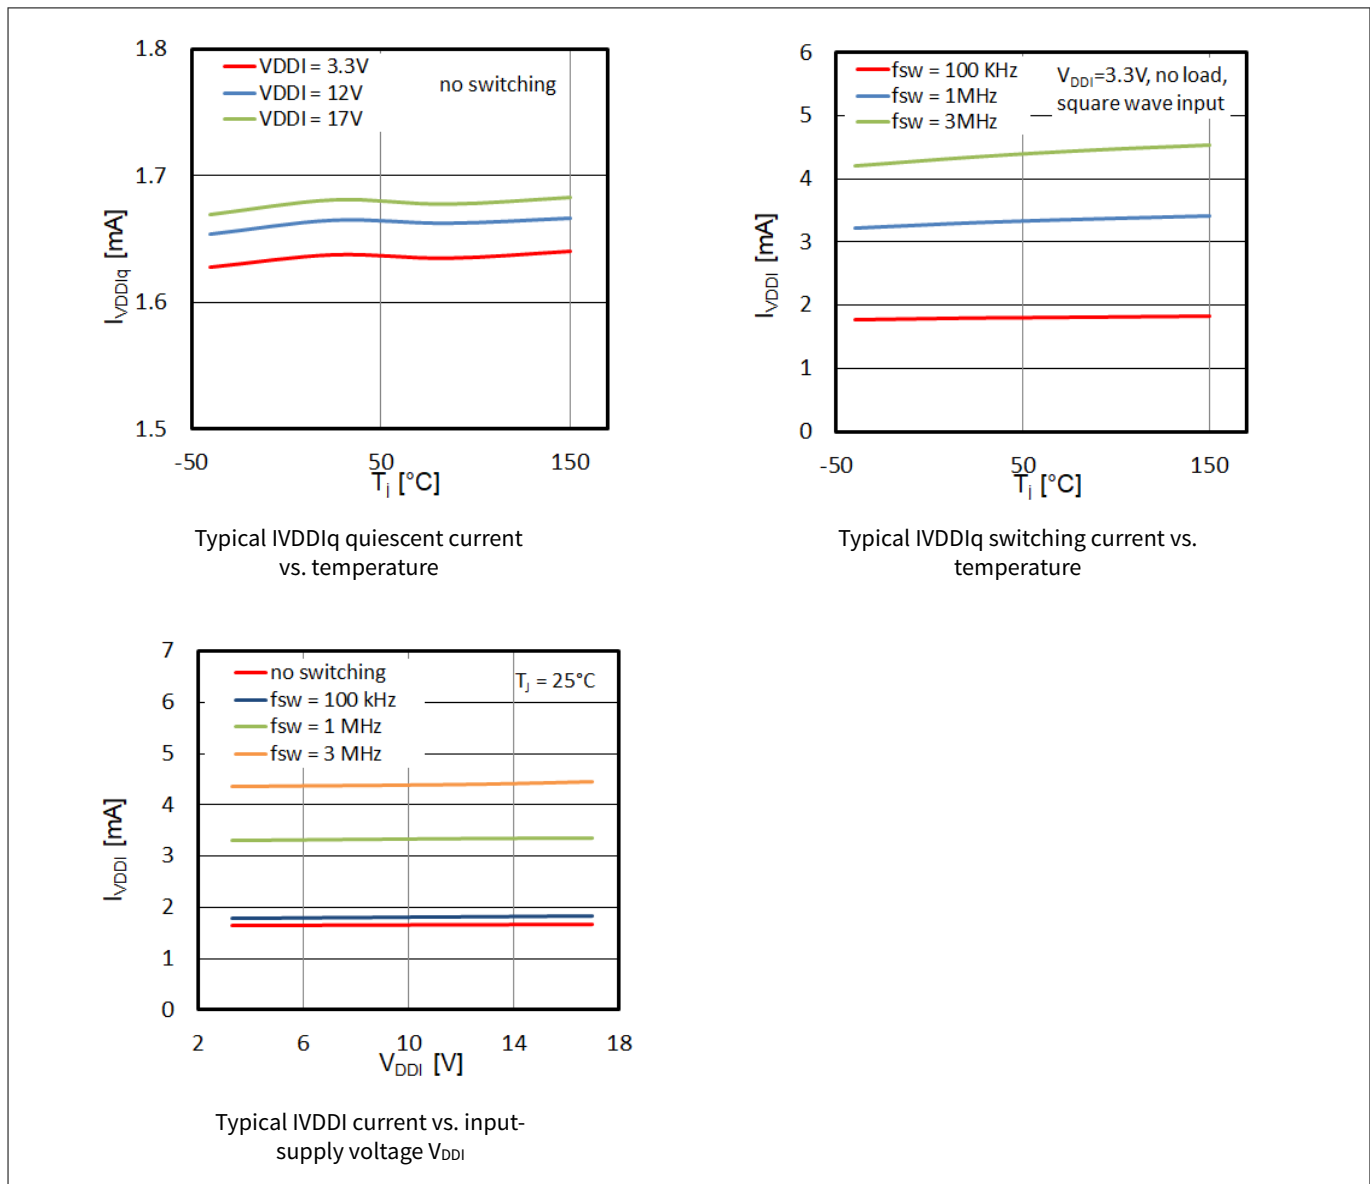 1.8
1.7
1.6
1.5
-50
50
150
VDDI = 3.3V
VDDI = 12V
VDDI = 17V
no switching
IVDDIq [mA]
Tj [°C]
Typical IVDDIq quiescent current
vs. temperature
6
5
4
3
2
1
0
-50
50
150
fsw = 100 KHz
fsw = 1MHz
fsw = 3MHz
VDDI=3.3V, no load,
square wave input
IVDDI [mA]
Tj [°C]
Typical IVDDIq switching current vs.
temperature
7
6
5
4
3
2
1
0
2
6
10
14
18
no switching
fsw = 100 kHz
fsw = 1 MHz
fsw = 3 MHz
TJ = 25°C
IVDDI [mA]
VDDI [V]
Typical IVDDI current vs. input-
supply voltage VDDI